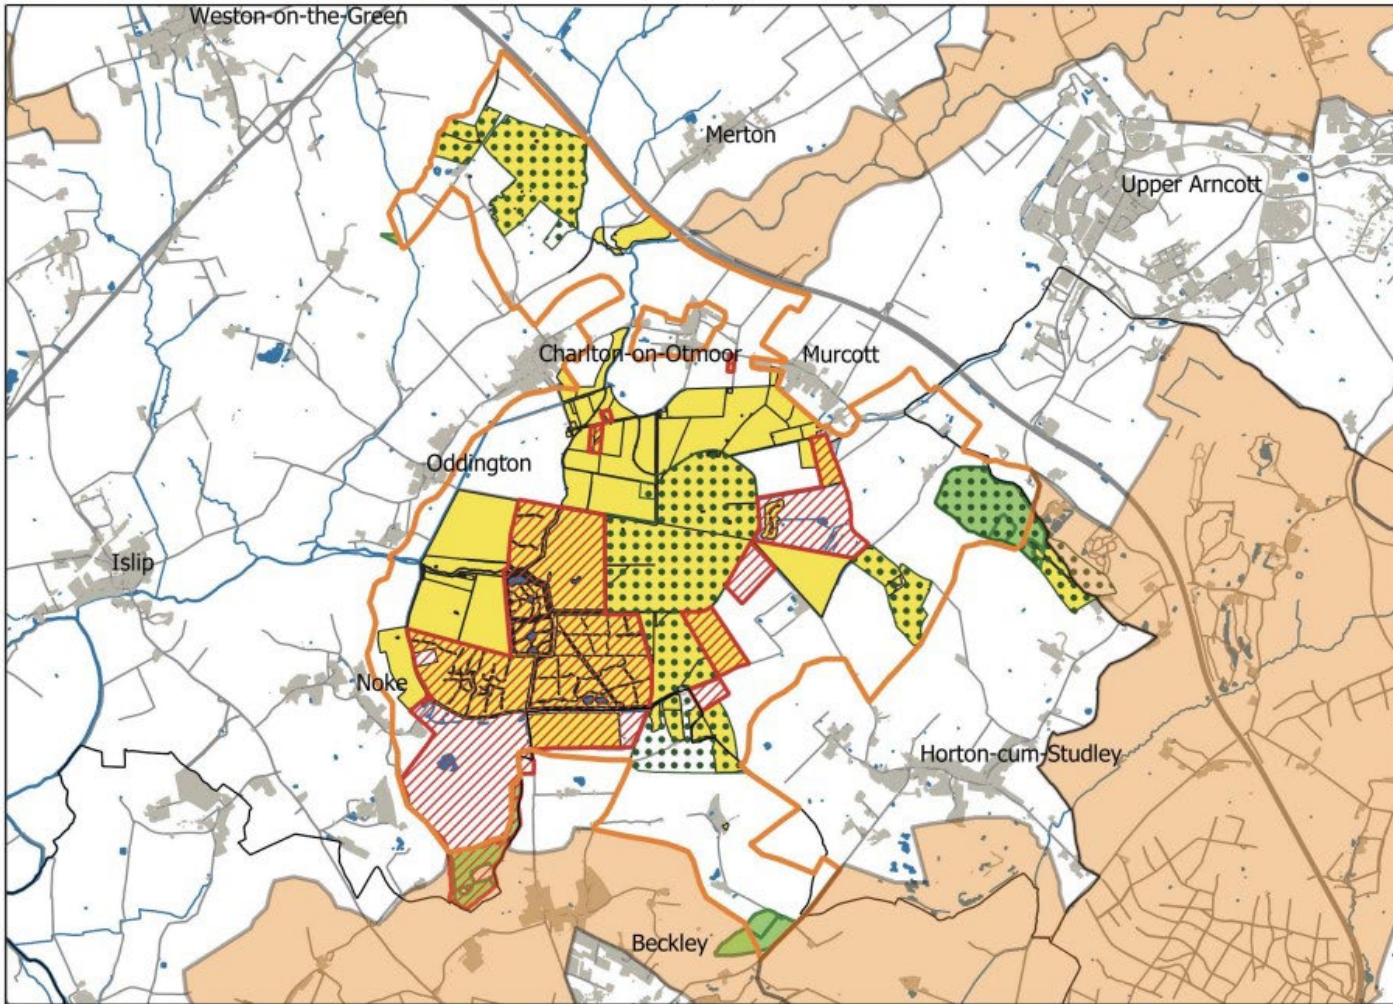 Weston-on-the-Green
Merton
Upper Arncott
Charlton-on-Otmoor
Murcott
Oddington
Islip
Noke
Horton-cum-Studley
Beckley